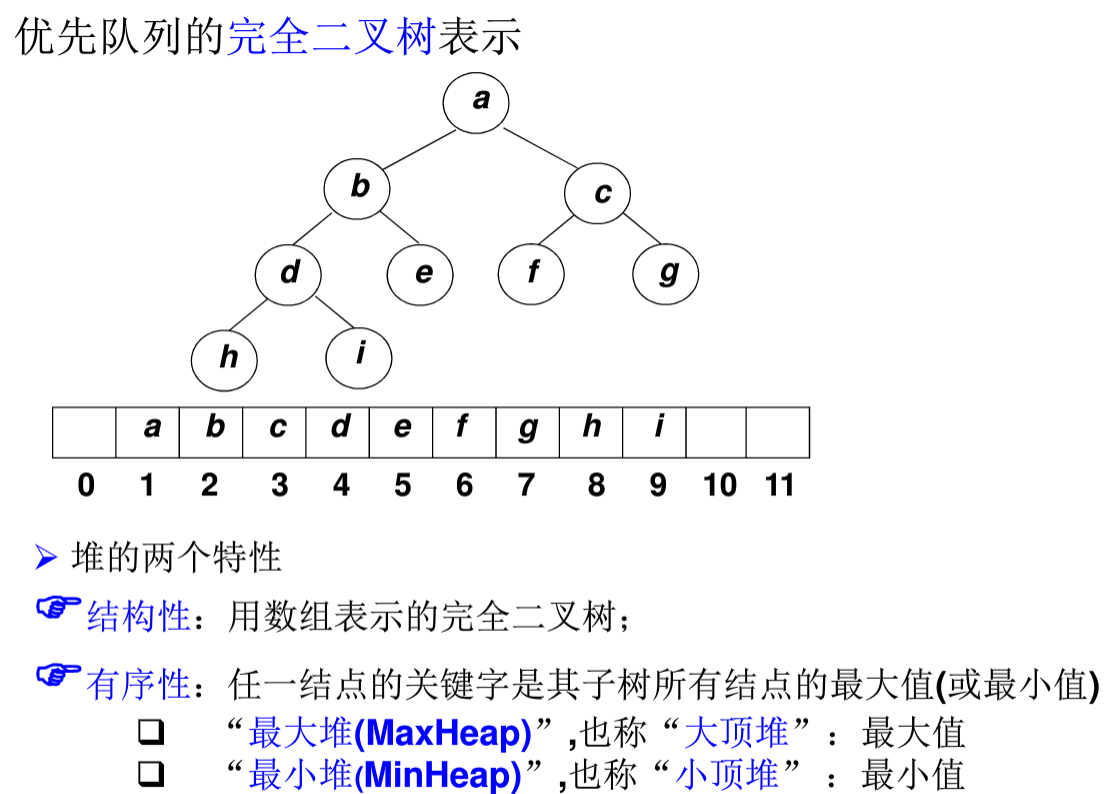 优先队列的完全二叉树表示
a
b
c
d
e
f
g
h
i
a b c d e f g h i
0 1 2 3 4 5 6 7 8 9 10 11
堆的两个特性
结构性：用数组表示的完全二叉树；
有序性：任一结点的关键字是其子树所有结点的最大值(或最小值)
“最大堆(MaxHeap)”,也称“大顶堆”：最大值
“最小堆(MinHeap)”,也称“小顶堆” ：最小值